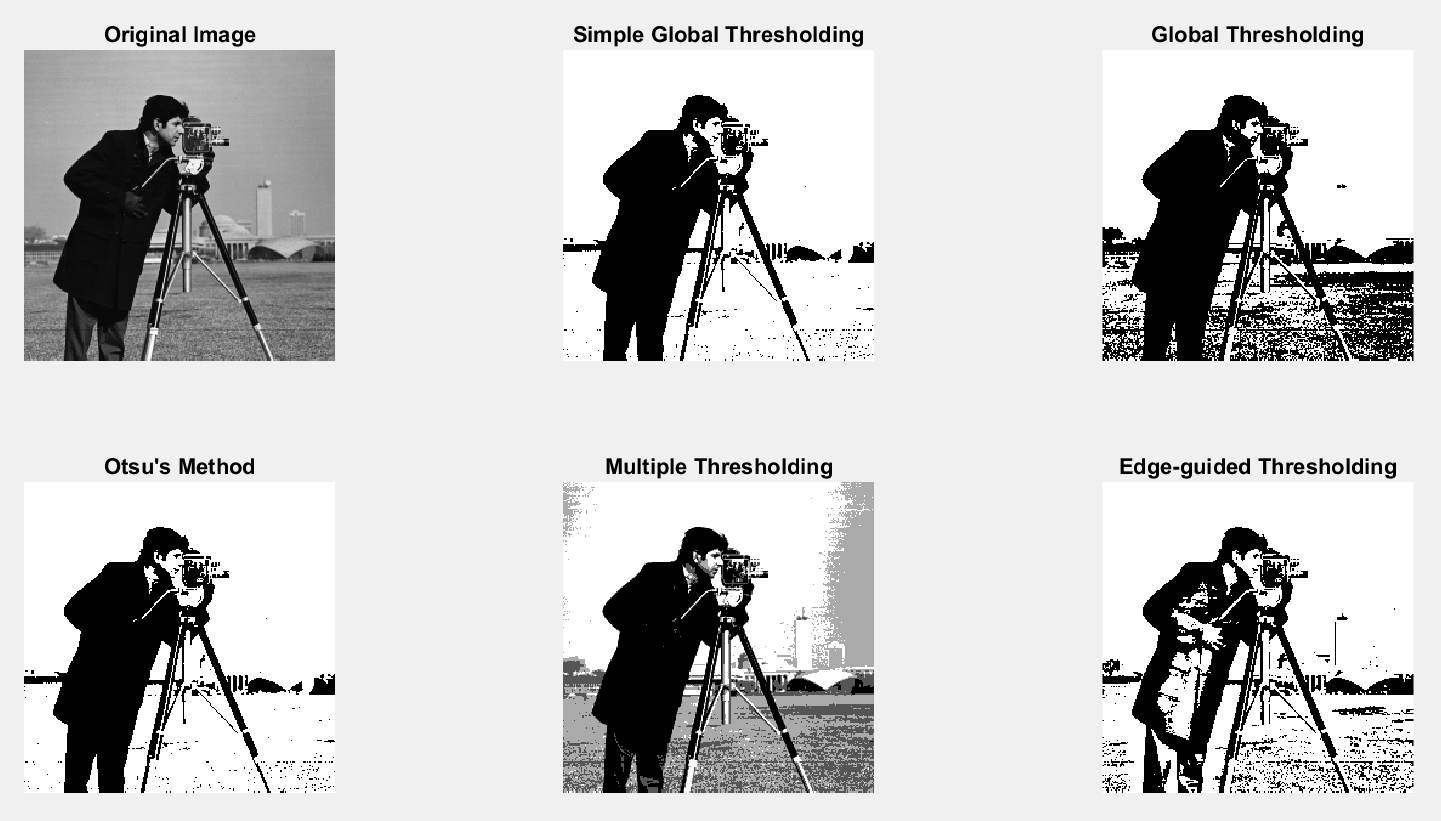 Original Image
Simple Global Thresholding
Global Thresholding
Otsu's Method
Multiple Thresholding
Edge-guided Thresholding